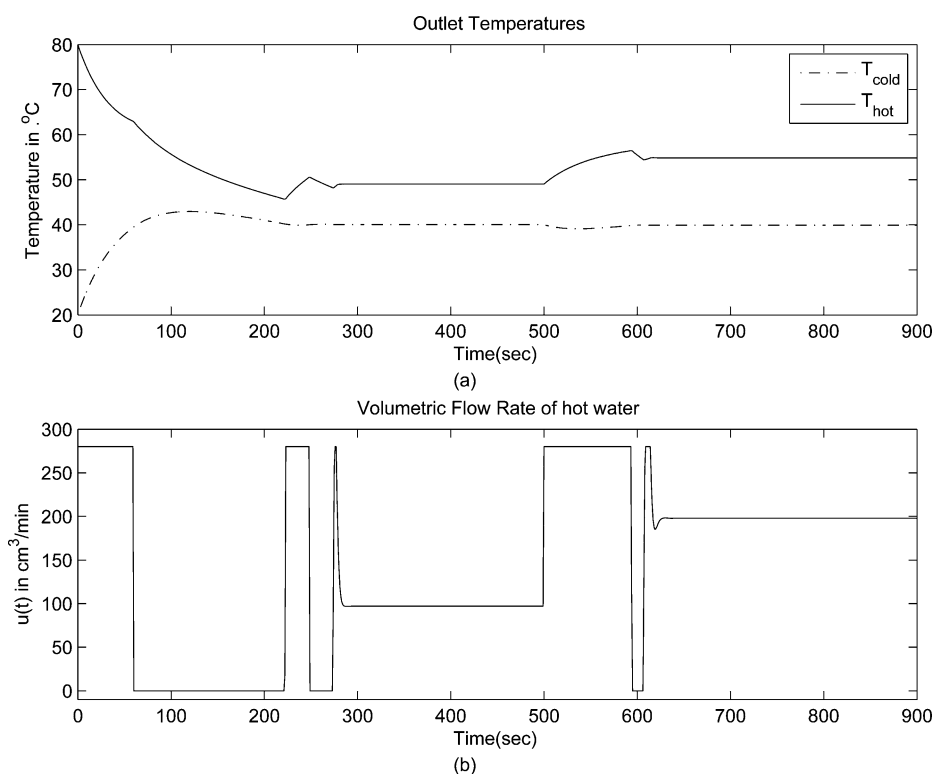 Outlet Temperatures
80
70
60
50
40
30
20
Temperature in .°C
T_cold
T_hot
0 100 200 300 400 500 600 700 800 900
Time(sec)
(a)
Volumetric Flow Rate of hot water
300
250
200
150
100
50
0
u(t) in cm³/min
0 100 200 300 400 500 600 700 800 900
Time(sec)
(b)